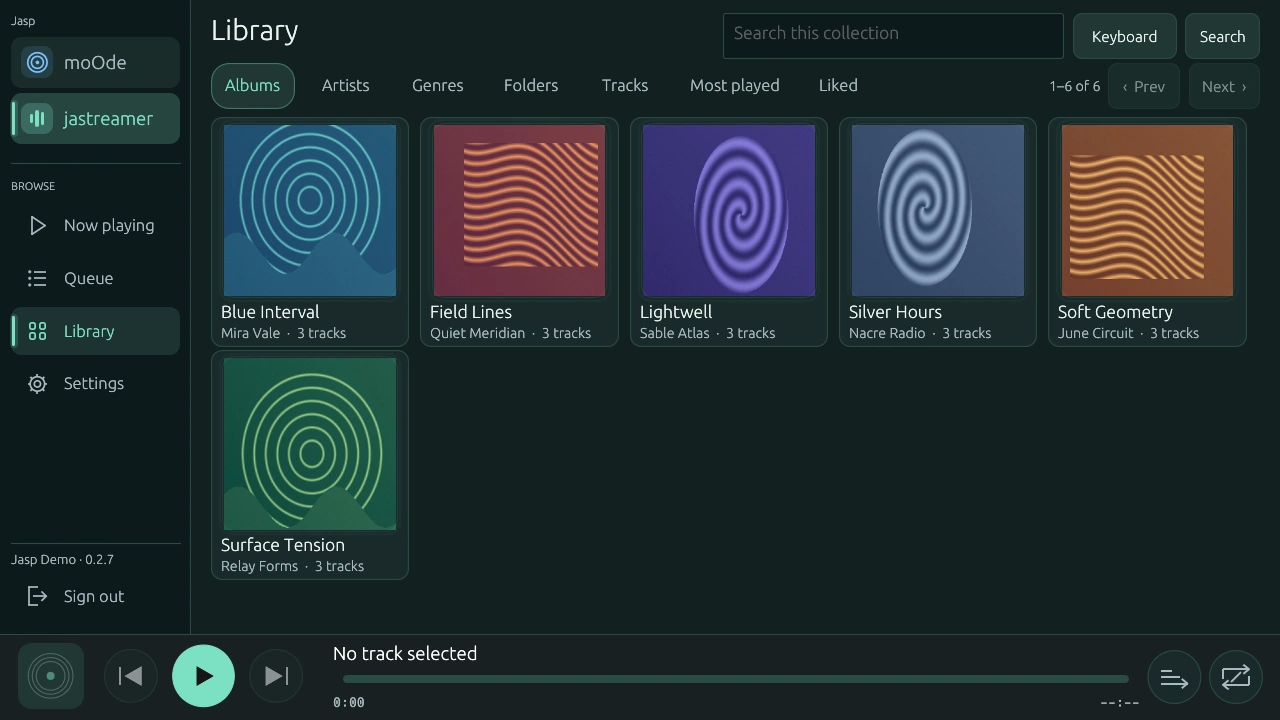 Jasp
moOde
jastreamer
BROWSE
Now playing
Queue
Library
Settings
Jasp Demo · 0.2.7
Sign out
Library
Search this collection
Keyboard
Search
Albums
Artists
Genres
Folders
Tracks
Most played
Liked
1–6 of 6
‹ Prev
Next ›
Blue Interval
Mira Vale · 3 tracks
Field Lines
Quiet Meridian · 3 tracks
Lightwell
Sable Atlas · 3 tracks
Silver Hours
Nacre Radio · 3 tracks
Soft Geometry
June Circuit · 3 tracks
Surface Tension
Relay Forms · 3 tracks
No track selected
0:00
--:--